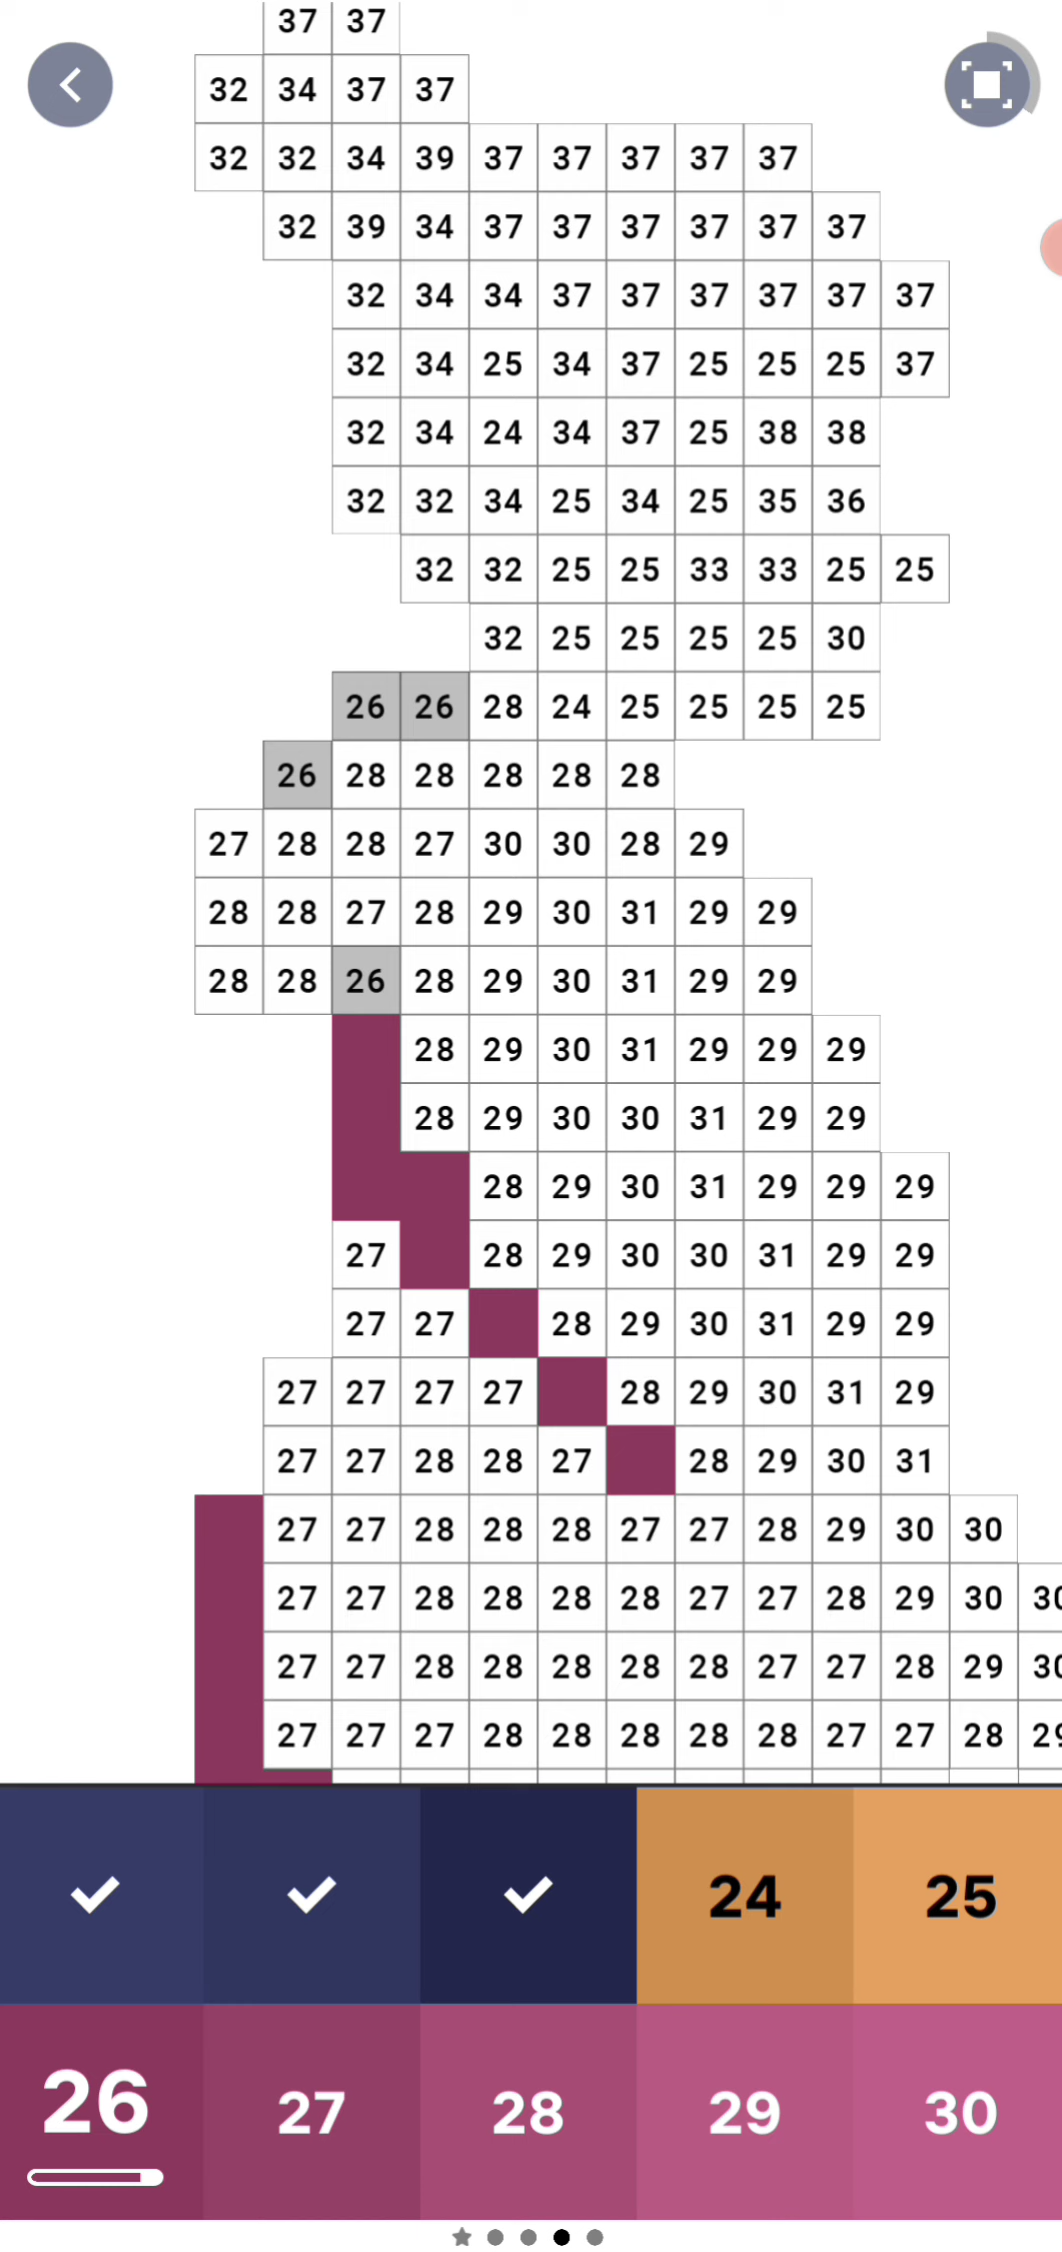 37 37
32 34 37 37
32 32 34 39 37 37 37 37 37
32 39 34 37 37 37 37 37 37
32 34 34 37 37 37 37 37 37
32 34 25 34 37 25 25 25 37
32 34 24 34 37 25 38 38
32 32 34 25 34 25 35 36
32 32 25 25 33 33 25 25
32 25 25 25 25 30
26 26 28 24 25 25 25 25
26 28 28 28 28 28
27 28 28 27 30 30 28 29
28 28 27 28 29 30 31 29 29
28 28 26 28 29 30 31 29 29
28 29 30 31 29 29 29
28 29 30 30 31 29 29
28 29 30 31 29 29 29
27 28 29 30 30 31 29 29
27 27 28 29 30 31 29 29
27 27 27 27 28 29 30 31 29
27 27 28 28 27 28 29 30 31
27 27 28 28 28 27 27 28 29 30 30
27 27 28 28 28 28 27 27 28 29 30 30
27 27 28 28 28 28 28 27 27 28 29 30
27 27 27 28 28 28 28 28 27 27 28 29
24 25
26 27 28 29 30